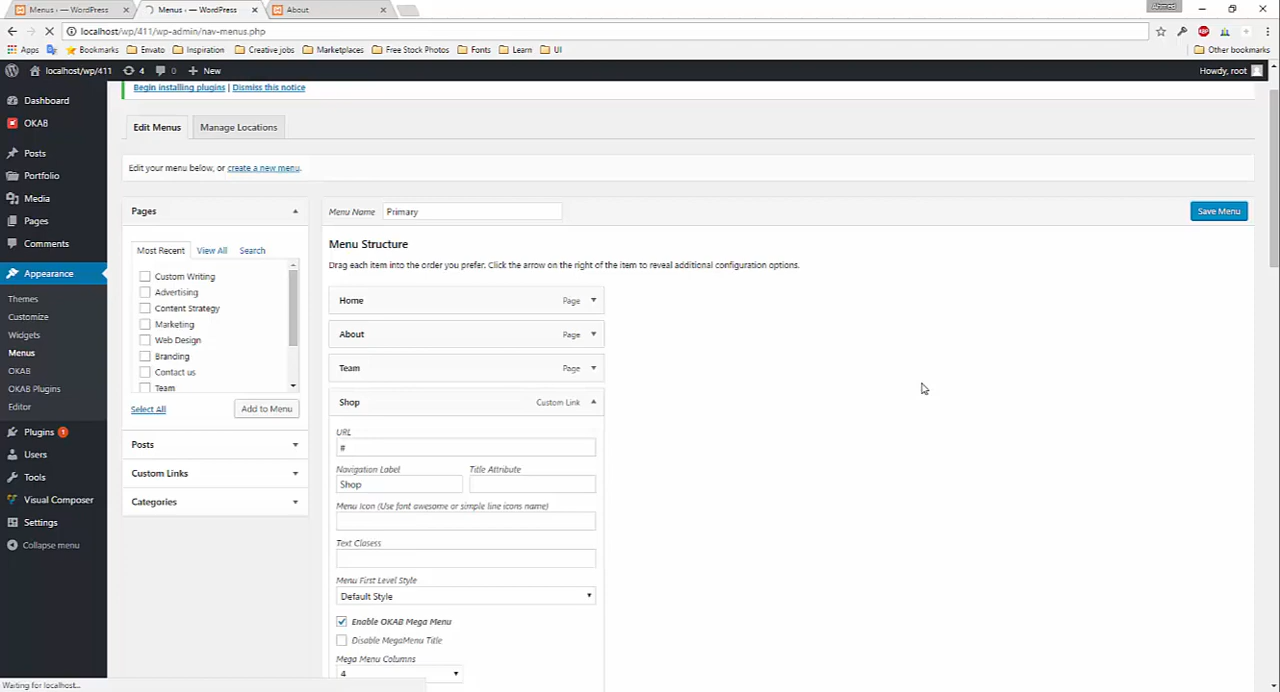 Menus ‹ — WordPress
Menus ‹ — WordPress
About
Ahmed
localhost/wp/411/wp-admin/nav-menus.php
Apps Bookmarks Envato Inspiration Creative jobs Marketplaces Free Stock Photos Fonts Learn UI Other bookmarks
localhost/wp/411 4 0 New Howdy, root
Begin installing plugins | Dismiss this notice
Dashboard
OKAB
Posts
Portfolio
Media
Pages
Comments
Appearance
Themes
Customize
Widgets
Menus
OKAB
OKAB Plugins
Editor
Plugins 1
Users
Tools
Visual Composer
Settings
Collapse menu
Edit Menus Manage Locations
Edit your menu below, or create a new menu.
Pages
Most Recent View All Search
Custom Writing
Advertising
Content Strategy
Marketing
Web Design
Branding
Contact us
Team
Select All Add to Menu
Posts
Custom Links
Categories
Menu Name Primary Save Menu
Menu Structure
Drag each item into the order you prefer. Click the arrow on the right of the item to reveal additional configuration options.
Home Page
About Page
Team Page
Shop Custom Link
URL
#
Navigation Label Title Attribute
Shop
Menu Icon (Use font awesome or simple line icons name)
Text Clasess
Menu First Level Style
Default Style
Enable OKAB Mega Menu
Disable MegaMenu Title
Mega Menu Columns
4
Waiting for localhost...